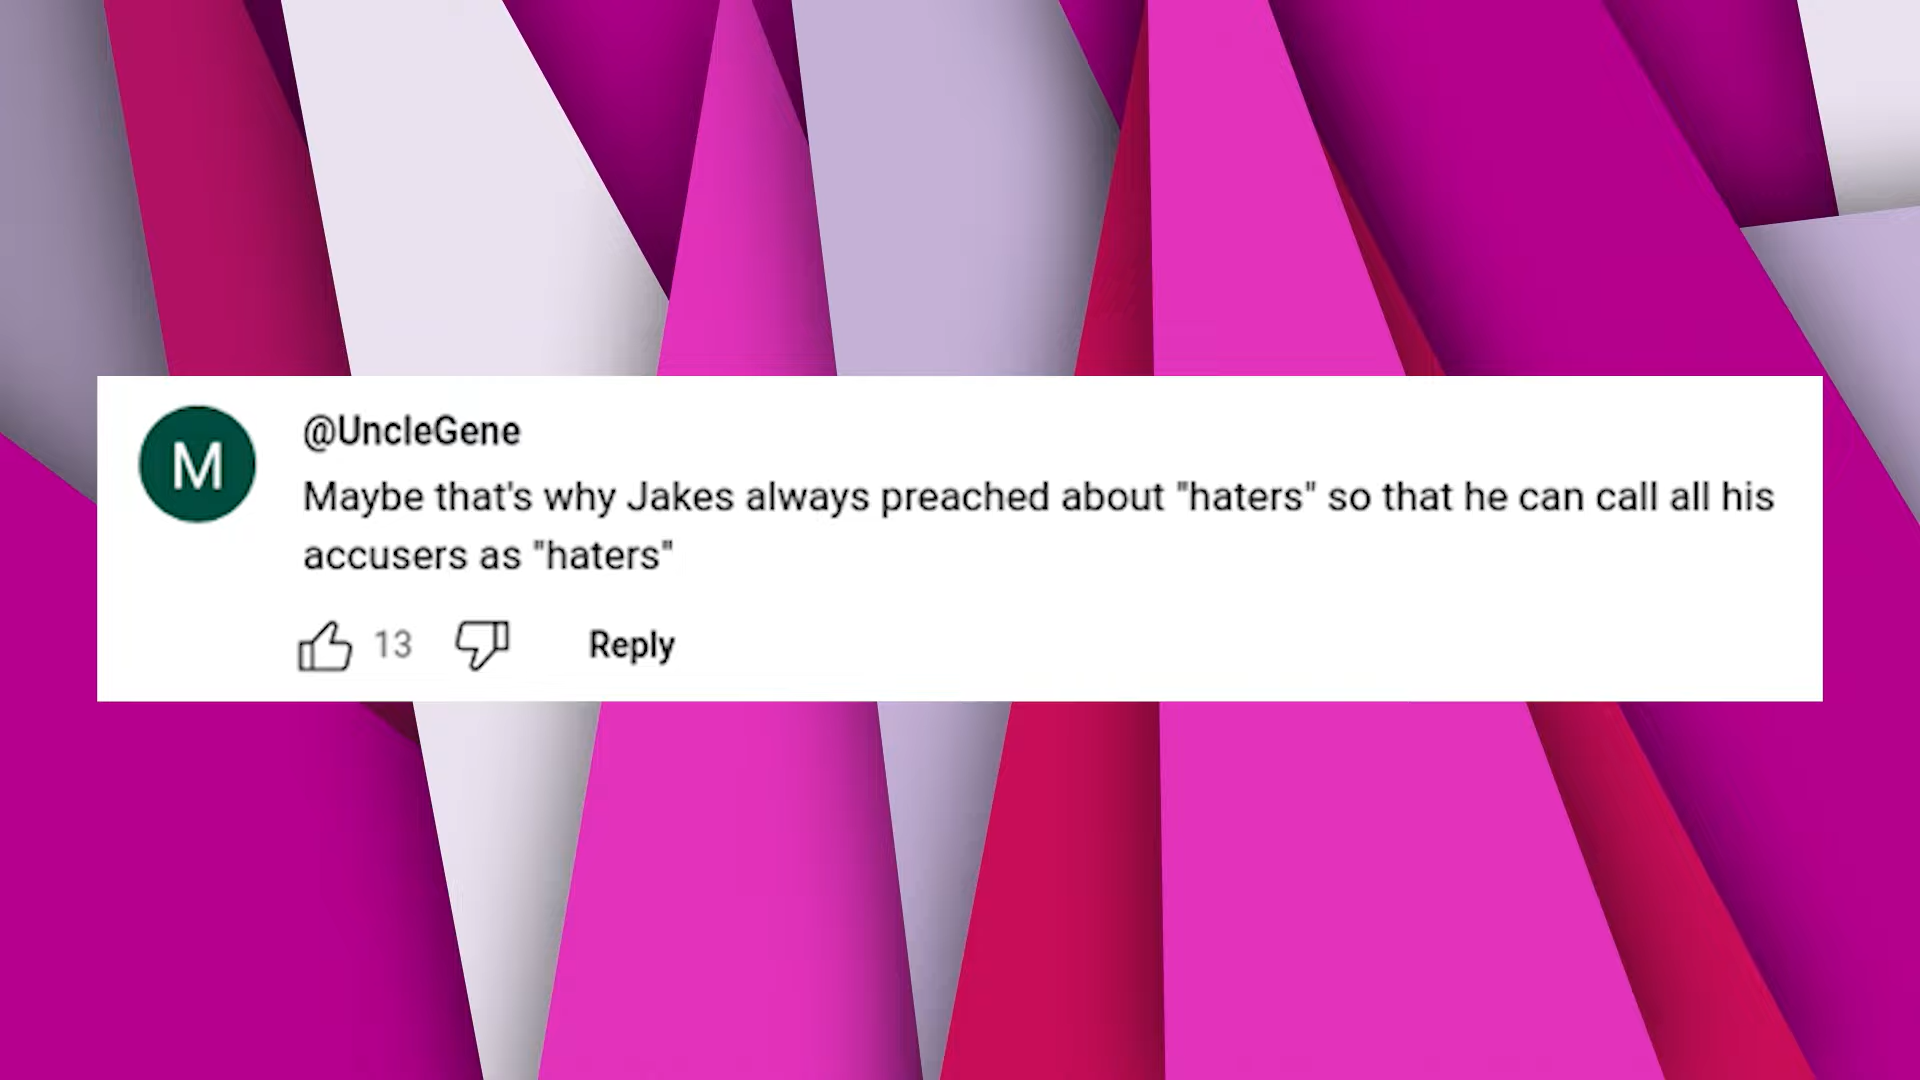 M
@UncleGene
Maybe that's why Jakes always preached about "haters" so that he can call all his
accusers as "haters"
13 Reply